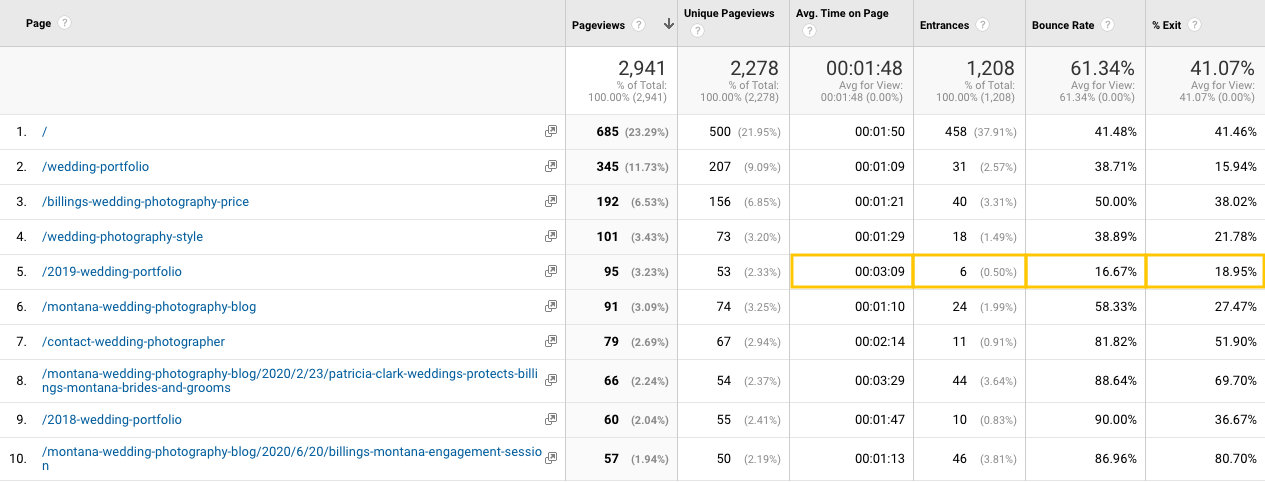 Page ? Pageviews ? Unique Pageviews ? Avg. Time on Page ? Entrances ? Bounce Rate ? % Exit ?
2,941 2,278 00:01:48 1,208 61.34% 41.07%
% of Total: % of Total: Avg for View: % of Total: Avg for View: Avg for View:
100.00% (2,941) 100.00% (2,278) 00:01:48 (0.00%) 100.00% (1,208) 61.34% (0.00%) 41.07% (0.00%)
1. / 685 (23.29%) 500 (21.95%) 00:01:50 458 (37.91%) 41.48% 41.46%
2. /wedding-portfolio 345 (11.73%) 207 (9.09%) 00:01:09 31 (2.57%) 38.71% 15.94%
3. /billings-wedding-photography-price 192 (6.53%) 156 (6.85%) 00:01:21 40 (3.31%) 50.00% 38.02%
4. /wedding-photography-style 101 (3.43%) 73 (3.20%) 00:01:29 18 (1.49%) 38.89% 21.78%
5. /2019-wedding-portfolio 95 (3.23%) 53 (2.33%) 00:03:09 6 (0.50%) 16.67% 18.95%
6. /montana-wedding-photography-blog 91 (3.09%) 74 (3.25%) 00:01:10 24 (1.99%) 58.33% 27.47%
7. /contact-wedding-photographer 79 (2.69%) 67 (2.94%) 00:02:14 11 (0.91%) 81.82% 51.90%
8. /montana-wedding-photography-blog/2020/2/23/patricia-clark-weddings-protects-billi
ngs-montana-brides-and-grooms 66 (2.24%) 54 (2.37%) 00:03:29 44 (3.64%) 88.64% 69.70%
9. /2018-wedding-portfolio 60 (2.04%) 55 (2.41%) 00:01:47 10 (0.83%) 90.00% 36.67%
10. /montana-wedding-photography-blog/2020/6/20/billings-montana-engagement-sessio
n 57 (1.94%) 50 (2.19%) 00:01:13 46 (3.81%) 86.96% 80.70%